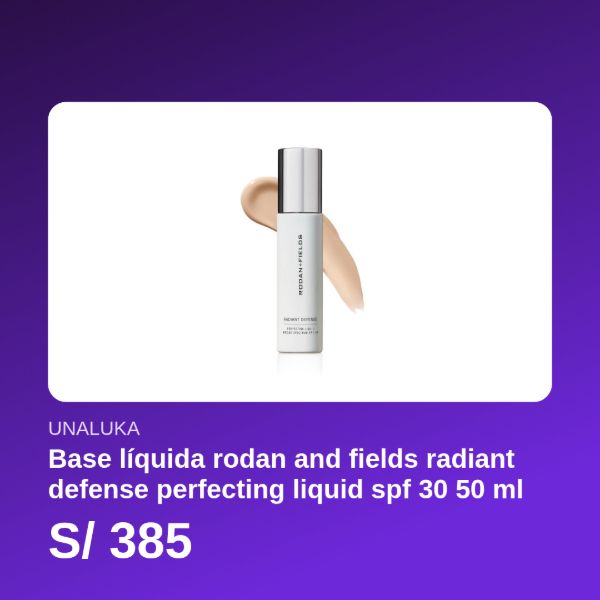 RODAN+FIELDS
RADIANT DEFENSE
UNALUKA
Base líquida rodan and fields radiant
defense perfecting liquid spf 30 50 ml
S/ 385